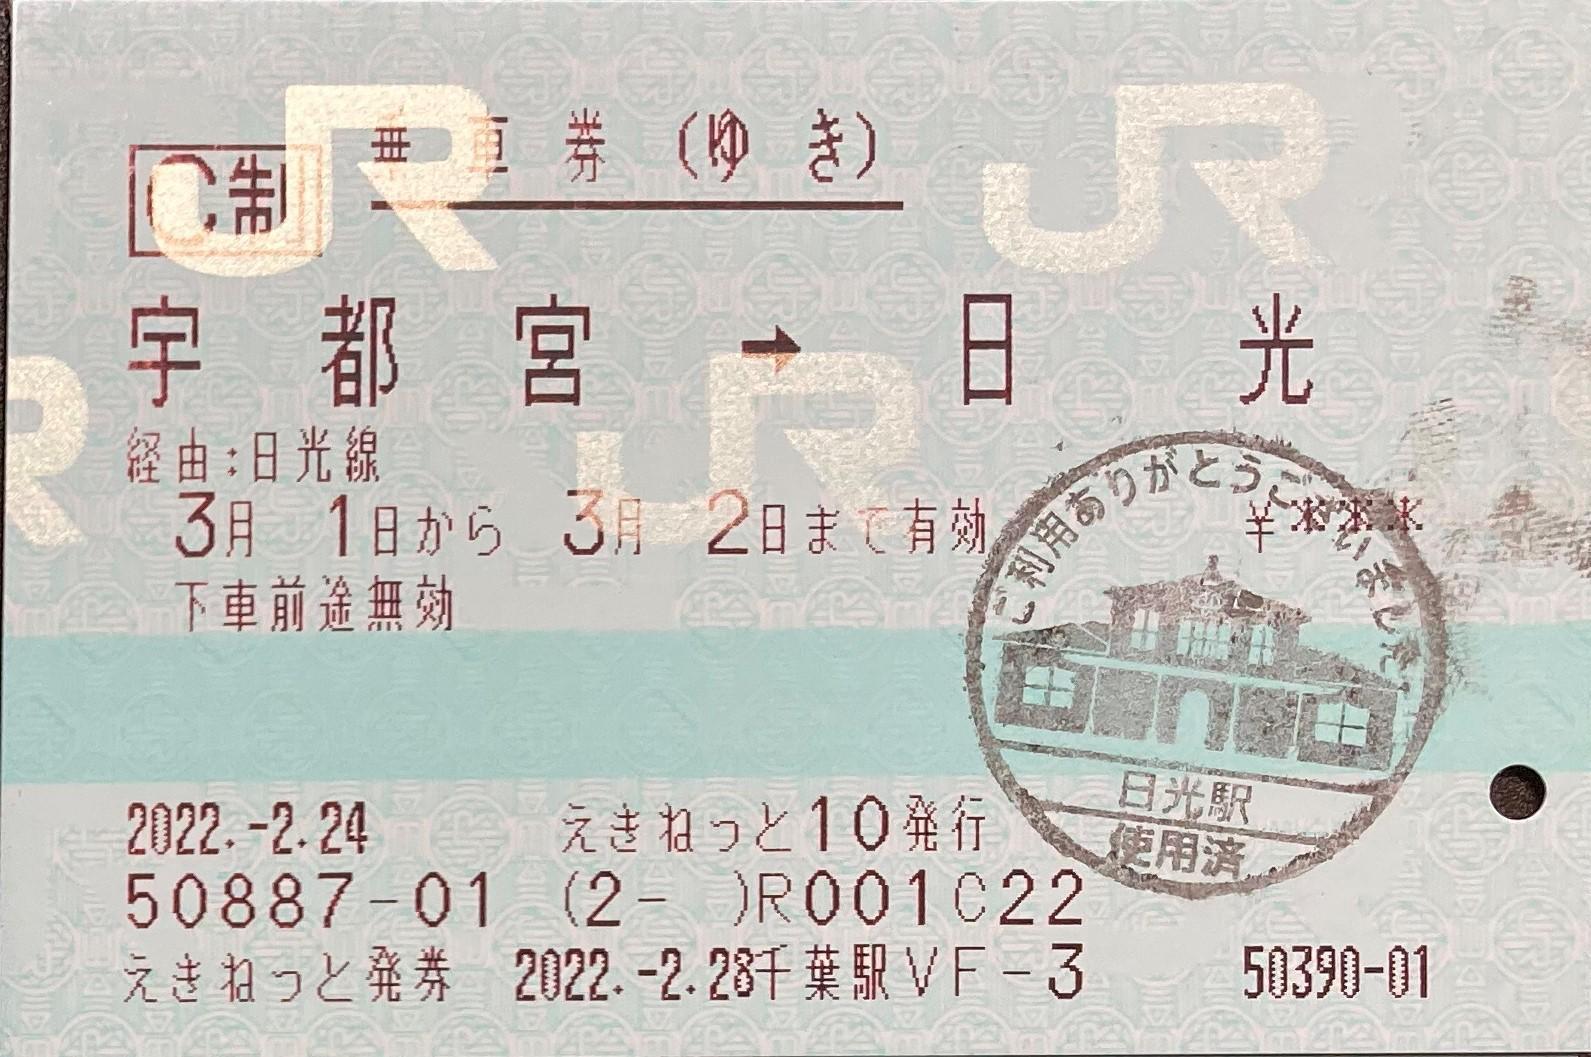 C制 乗車券 (ゆき)
宇都宮 → 日光
経由:日光線
3月 1日から 3月 2日まで有効 ¥***
下車前途無効
ご利用ありがとうございました
日光駅
使用済
2022.-2.24 えきねっと10発行
50887-01 (2- )R001C22
えきねっと発券 2022.-2.28千葉駅VF-3 50390-01
JR
JR
JR
R